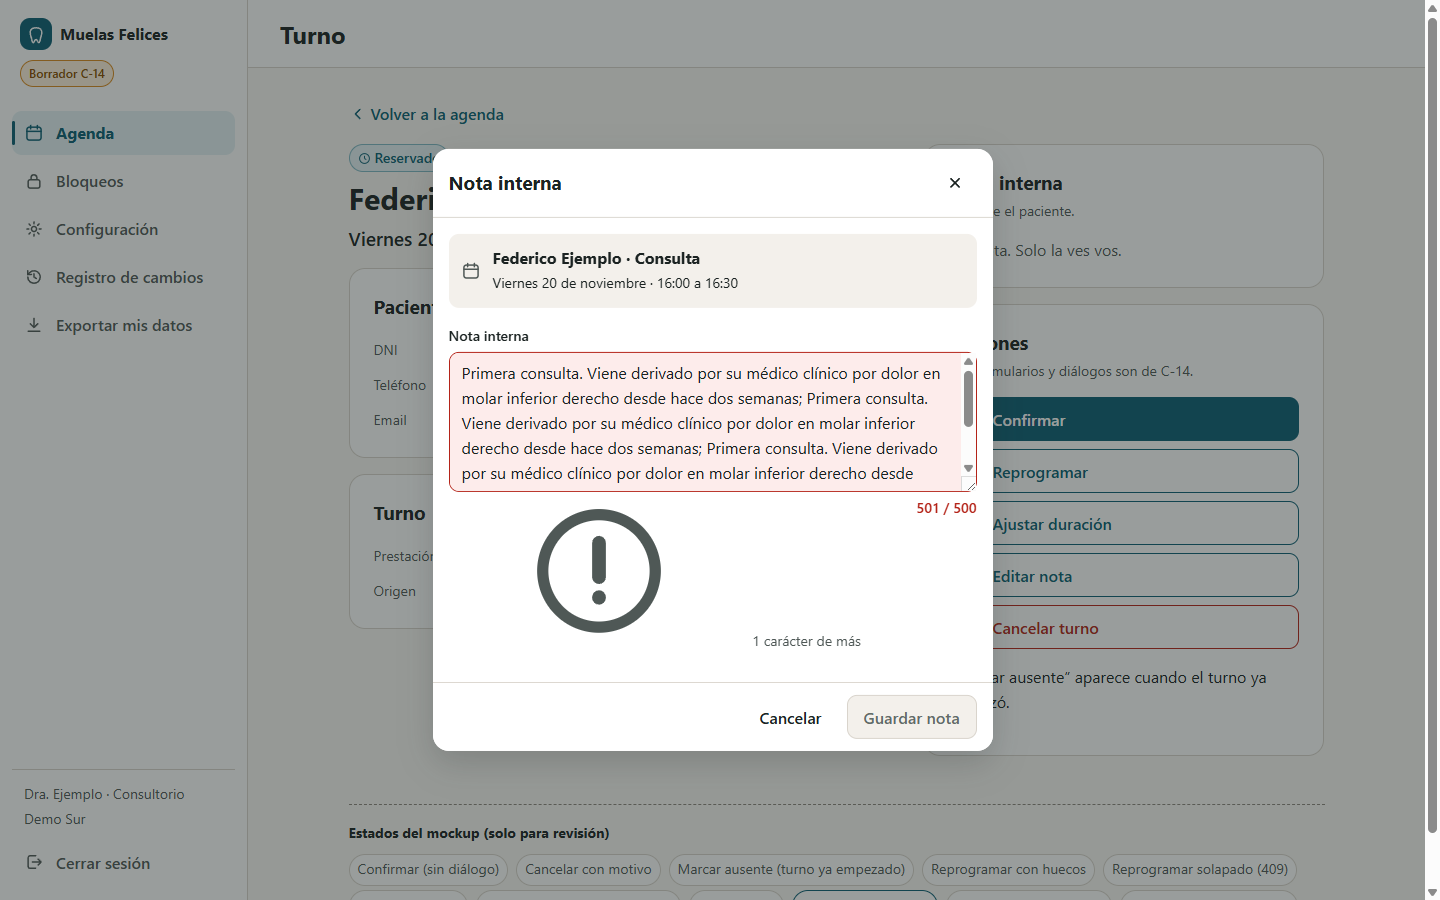 Muelas Felices
Borrador C-14
Agenda
Bloqueos
Configuración
Registro de cambios
Exportar mis datos
Dra. Ejemplo · Consultorio
Demo Sur
Cerrar sesión
Turno
Volver a la agenda
Reservad
Federi
Viernes 20
Pacien
DNI
Teléfono
Email
Turno
Prestación
Origen
Nota interna
Federico Ejemplo · Consulta
Viernes 20 de noviembre · 16:00 a 16:30
Nota interna
Primera consulta. Viene derivado por su médico clínico por dolor en
molar inferior derecho desde hace dos semanas; Primera consulta.
Viene derivado por su médico clínico por dolor en molar inferior
derecho desde hace dos semanas; Primera consulta. Viene derivado
por su médico clínico por dolor en molar inferior derecho desde
501 / 500
1 carácter de más
Cancelar
Guardar nota
interna
e el paciente.
ta. Solo la ves vos.
ones
mularios y diálogos son de C-14.
Confirmar
Reprogramar
Ajustar duración
Editar nota
Cancelar turno
ar ausente” aparece cuando el turno ya
zó.
Estados del mockup (solo para revisión)
Confirmar (sin diálogo)
Cancelar con motivo
Marcar ausente (turno ya empezado)
Reprogramar con huecos
Reprogramar solapado (409)